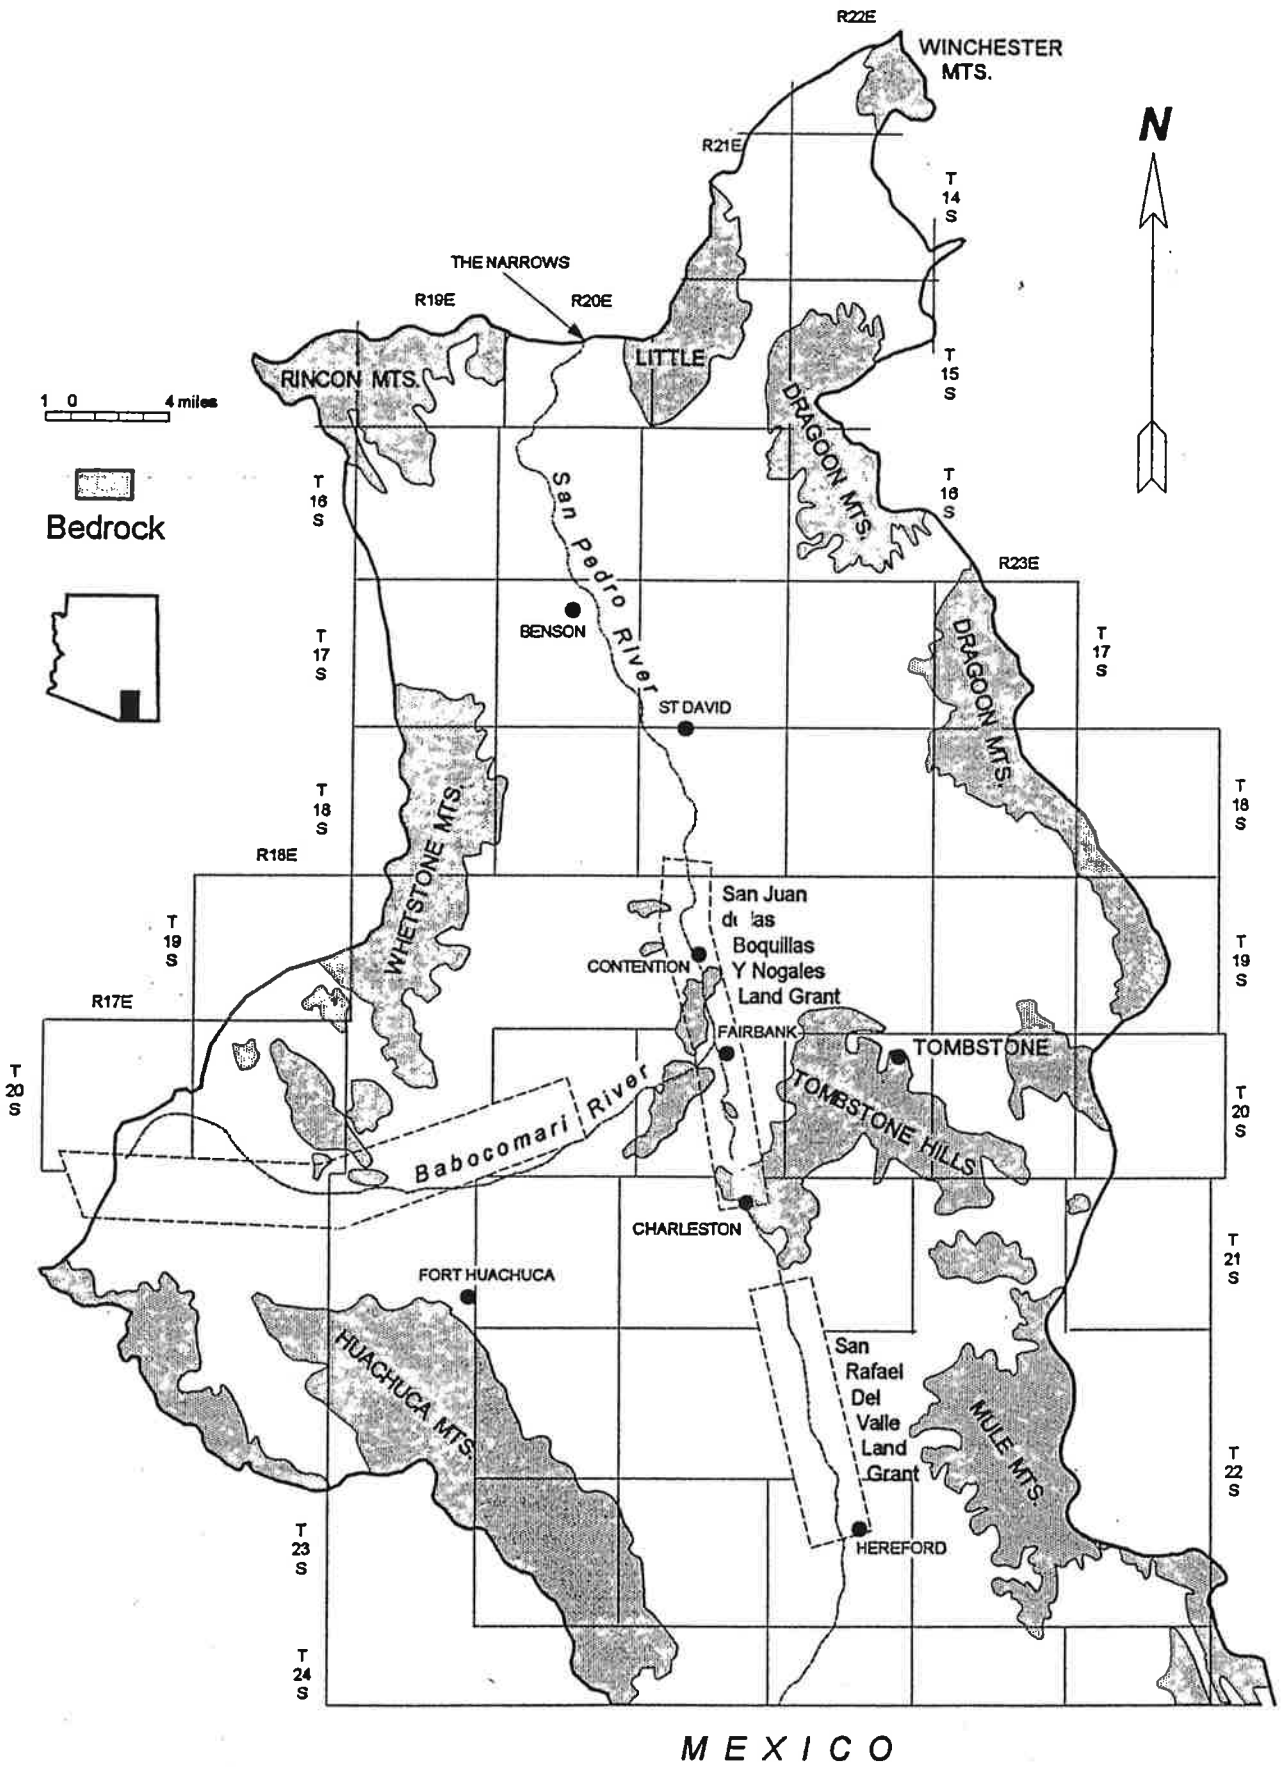 R22E
WINCHESTER
MTS.
N
R21E
T
14
S
THE NARROWS
R19E
R20E
LITTLE
RINCON MTS.
T
15
S
1 0 4 miles
DRAGOON MTS.
Bedrock
T
16
S
T
16
S
San Pedro River
R23E
BENSON
T
17
S
DRAGOON MTS.
T
17
S
ST DAVID
T
18
S
WHETSTONE MTS.
T
18
S
R18E
San Juan
las
Boquillas
Y Nogales
Land Grant
T
19
S
CONTENTION
T
19
S
R17E
FAIRBANK
TOMBSTONE
T
20
S
TOMBSTONE HILLS
T
20
S
Babocomari River
CHARLESTON
T
21
S
FORT HUACHUCA
HUACHUCA MTS.
San
Rafael
Del
Valle
Land
Grant
MULE MTS.
T
22
S
T
23
S
HEREFORD
T
24
S
MEXICO